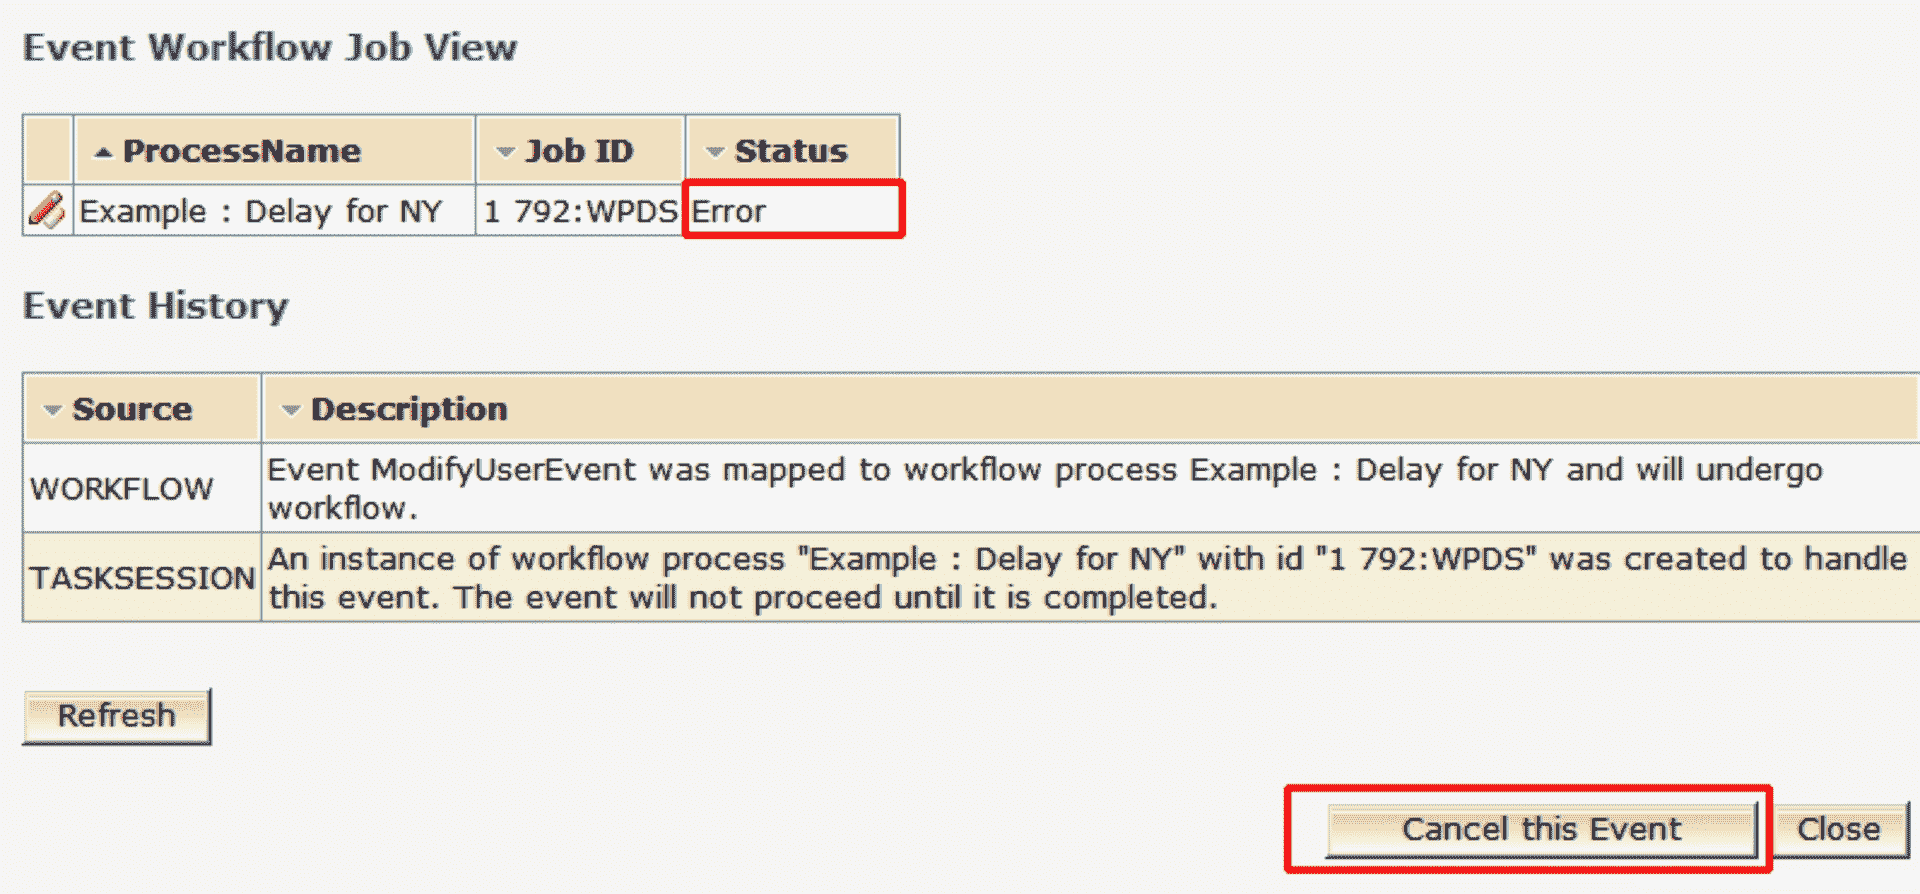 Event Workflow Job View
ProcessName Job ID Status
Example : Delay for NY 1 792:WPDS Error
Event History
Source Description
WORKFLOW Event ModifyUserEvent was mapped to workflow process Example : Delay for NY and will undergo
workflow.
TASKSESSION An instance of workflow process "Example : Delay for NY" with id "1 792:WPDS" was created to handle
this event. The event will not proceed until it is completed.
Refresh
Cancel this Event Close